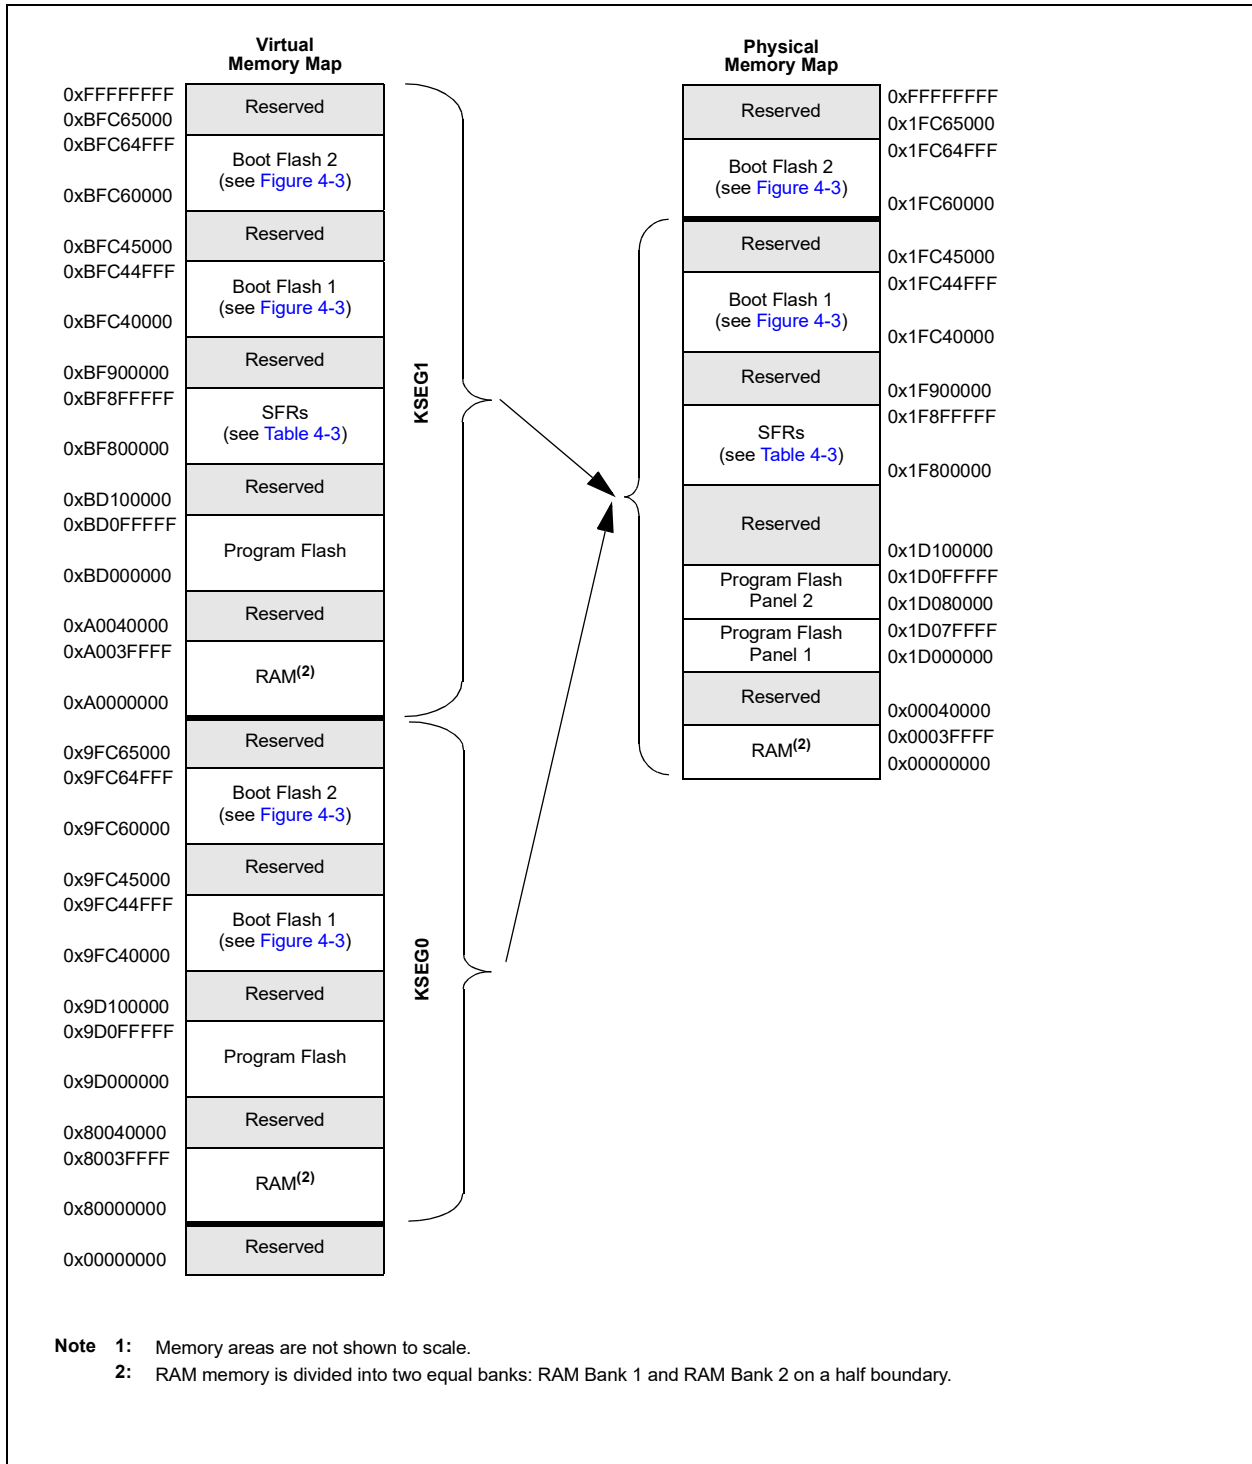 Virtual
Memory Map
0xFFFFFFFF
Reserved
0xBFC65000
0xBFC64FFF
Boot Flash 2
(see Figure 4-3)
0xBFC60000
Reserved
0xBFC45000
0xBFC44FFF
Boot Flash 1
(see Figure 4-3)
0xBFC40000
Reserved
0xBF900000
0xBF8FFFFF
SFRs
(see Table 4-3)
0xBF800000
Reserved
0xBD100000
0xBD0FFFFF
Program Flash
0xBD000000
Reserved
0xA0040000
0xA003FFFF
RAM(2)
0xA0000000
Reserved
0x9FC65000
0x9FC64FFF
Boot Flash 2
(see Figure 4-3)
0x9FC60000
Reserved
0x9FC45000
0x9FC44FFF
Boot Flash 1
(see Figure 4-3)
0x9FC40000
Reserved
0x9D100000
0x9D0FFFFF
Program Flash
0x9D000000
Reserved
0x80040000
0x8003FFFF
RAM(2)
0x80000000
Reserved
0x00000000
KSEG1
KSEG0
Physical
Memory Map
Reserved
0xFFFFFFFF
0x1FC65000
0x1FC64FFF
Boot Flash 2
(see Figure 4-3)
0x1FC60000
Reserved
0x1FC45000
0x1FC44FFF
Boot Flash 1
(see Figure 4-3)
0x1FC40000
Reserved
0x1F900000
0x1F8FFFFF
SFRs
(see Table 4-3)
0x1F800000
Reserved
0x1D100000
0x1D0FFFFF
Program Flash
Panel 2
0x1D080000
0x1D07FFFF
Program Flash
Panel 1
0x1D000000
Reserved
0x00040000
0x0003FFFF
RAM(2)
0x00000000
Note 1: Memory areas are not shown to scale.
2: RAM memory is divided into two equal banks: RAM Bank 1 and RAM Bank 2 on a half boundary.